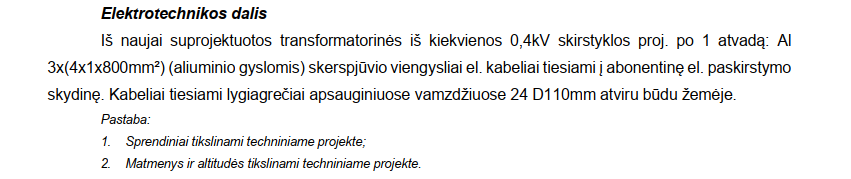 Elektrotechnikos dalis
Iš naujai suprojektuotos transformatorinės iš kiekvienos 0,4kV skirstyklos proj. po 1 atvadą: Al
3x(4x1x800mm²) (aliuminio gyslomis) skerspjūvio viengysliai el. kabeliai tiesiami į abonentinę el. paskirstymo
skydinę. Kabeliai tiesiami lygiagrečiai apsauginiuose vamzdžiuose 24 D110mm atviru būdu žemėje.
Pastaba:
1. Sprendiniai tikslinami techniniame projekte;
2. Matmenys ir altitudės tikslinami techniniame projekte.